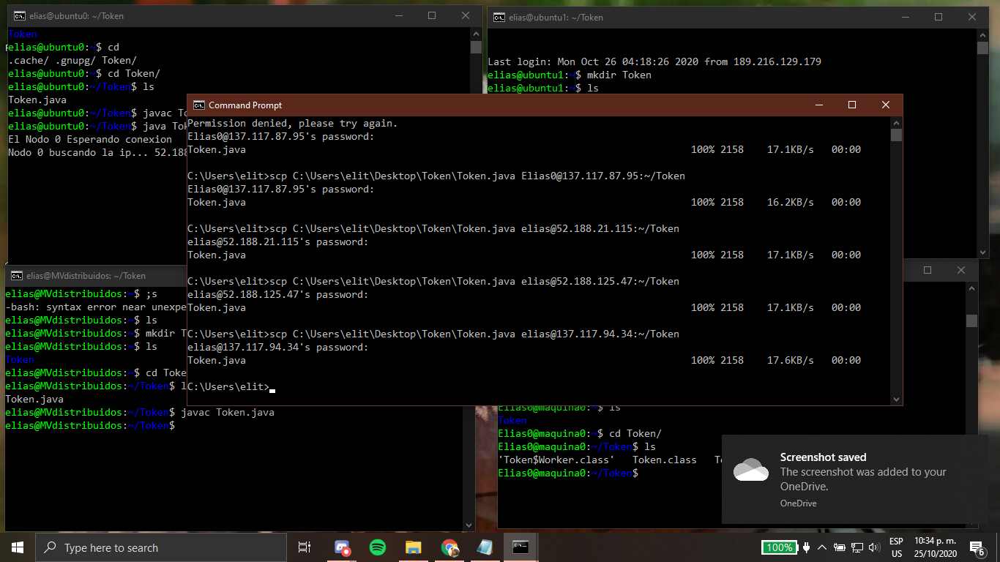 elias@ubuntu0: ~/Token
Token
elias@ubuntu0:~$ cd
.cache/ .gnupg/ Token/
elias@ubuntu0:~$ cd Token/
elias@ubuntu0:~/Token$ ls
Token.java
elias@ubuntu0:~/Token$ javac To
elias@ubuntu0:~/Token$ java Tok
El Nodo 0 Esperando conexion
Nodo 0 buscando la ip... 52.188
elias@ubuntu1: ~/Token
Last login: Mon Oct 26 04:18:26 2020 from 189.216.129.179
elias@ubuntu1:~$ mkdir Token
elias@ubuntu1:~$ ls
Command Prompt
Permission denied, please try again.
Elias0@137.117.87.95's password:
Token.java 100% 2158 17.1KB/s 00:00
C:\Users\elit>scp C:\Users\elit\Desktop\Token\Token.java Elias0@137.117.87.95:~/Token
Elias0@137.117.87.95's password:
Token.java 100% 2158 16.2KB/s 00:00
C:\Users\elit>scp C:\Users\elit\Desktop\Token\Token.java elias@52.188.21.115:~/Token
elias@52.188.21.115's password:
Token.java 100% 2158 17.1KB/s 00:00
C:\Users\elit>scp C:\Users\elit\Desktop\Token\Token.java elias@52.188.125.47:~/Token
elias@52.188.125.47's password:
Token.java 100% 2158 17.1KB/s 00:00
C:\Users\elit>scp C:\Users\elit\Desktop\Token\Token.java elias@137.117.94.34:~/Token
elias@137.117.94.34's password:
Token.java 100% 2158 17.6KB/s 00:00
C:\Users\elit>
elias@MVdistribuidos: ~/Token
elias@MVdistribuidos:~$ ;s
-bash: syntax error near unexpe
elias@MVdistribuidos:~$ ls
elias@MVdistribuidos:~$ mkdir T
elias@MVdistribuidos:~$ ls
Token
elias@MVdistribuidos:~$ cd Toke
elias@MVdistribuidos:~/Token$ l
Token.java
elias@MVdistribuidos:~/Token$ javac Token.java
elias@MVdistribuidos:~/Token$
Elias0@maquina0:~$ ls
Token
Elias0@maquina0:~$ cd Token/
Elias0@maquina0:~/Token$ ls
'Token$Worker.class' Token.class To
Elias0@maquina0:~/Token$
Screenshot saved
The screenshot was added to your
OneDrive.
OneDrive
Type here to search
100%
ESP
US
10:34 p. m.
25/10/2020
6